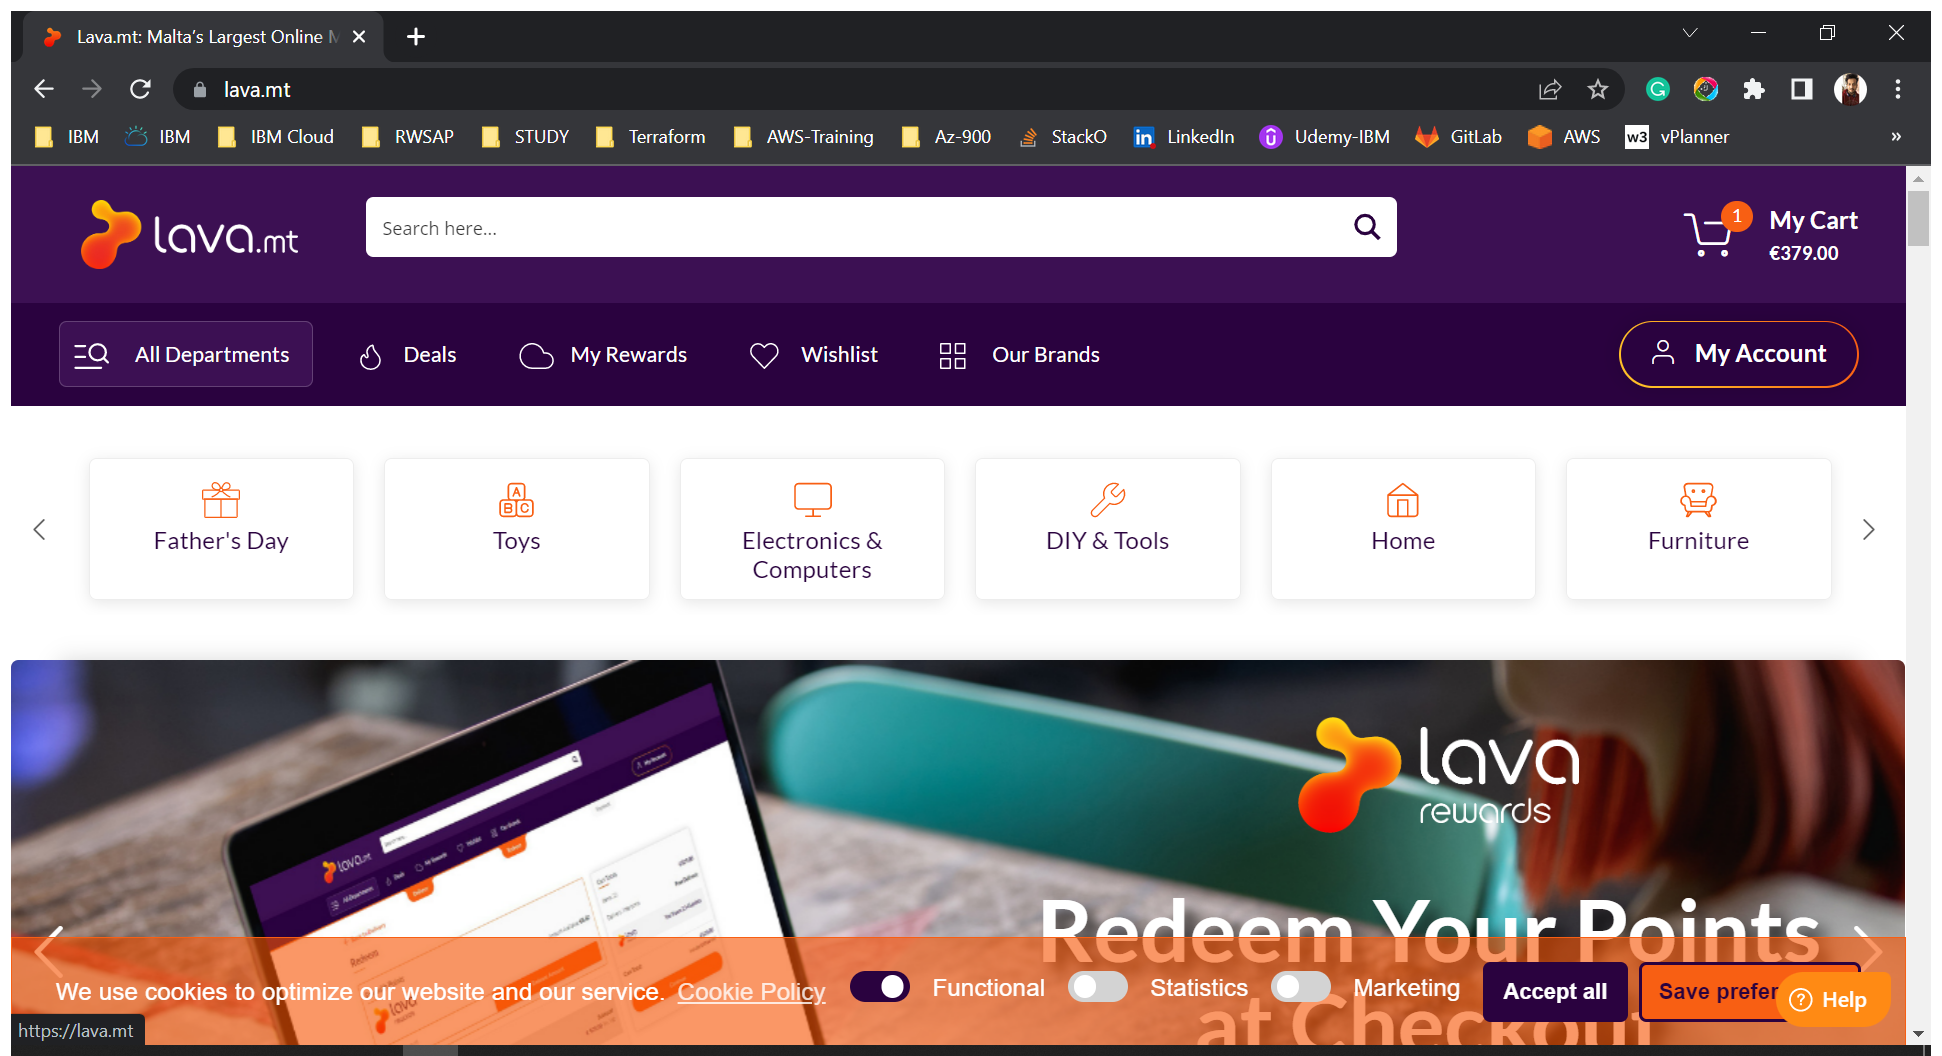 Lava.mt: Malta's Largest Online M
lava.mt
IBM IBM IBM Cloud RWSAP STUDY Terraform AWS-Training Az-900 StackO LinkedIn Udemy-IBM GitLab AWS w3 vPlanner »
lava.mt
Search here...
1
My Cart
€379.00
All Departments Deals My Rewards Wishlist Our Brands My Account
Father's Day
Toys
Electronics &
Computers
DIY & Tools
Home
Furniture
lava
rewards
Redeem Your Points
at Checkout
We use cookies to optimize our website and our service. Cookie Policy Functional Statistics Marketing Accept all Save prefer Help
https://lava.mt